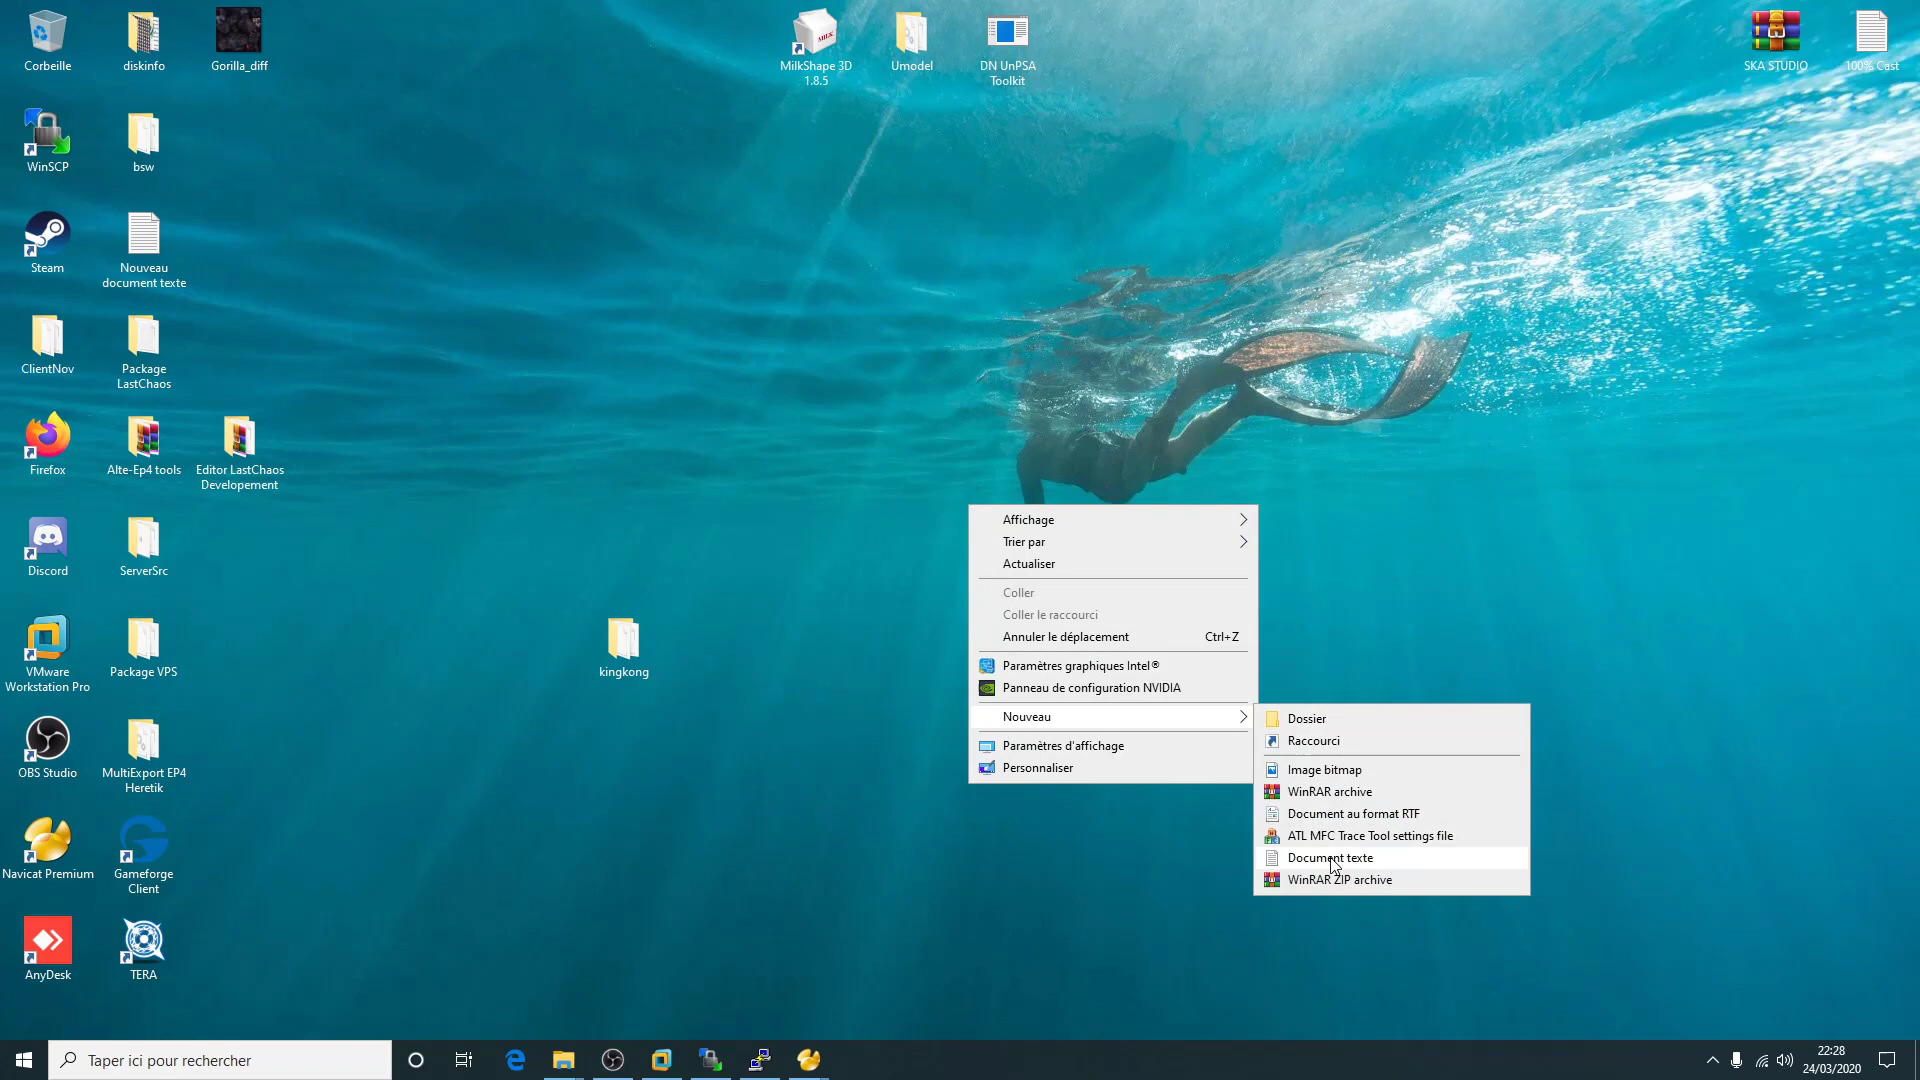 Corbeille
diskinfo
Gorilla_diff
MilkShape 3D
1.8.5
Umodel
DN UnPSA
Toolkit
SKA STUDIO
100% Cast
WinSCP
bsw
Steam
Nouveau
document texte
ClientNov
Package
LastChaos
Firefox
Alte-Ep4 tools
Editor LastChaos
Developement
Discord
ServerSrc
VMware
Workstation Pro
Package VPS
kingkong
OBS Studio
MultiExport EP4
Heretik
Navicat Premium
Gameforge
Client
AnyDesk
TERA
Affichage
Trier par
Actualiser
Coller
Coller le raccourci
Annuler le déplacement Ctrl+Z
Paramètres graphiques Intel®
Panneau de configuration NVIDIA
Nouveau
Paramètres d'affichage
Personnaliser
Dossier
Raccourci
Image bitmap
WinRAR archive
Document au format RTF
ATL MFC Trace Tool settings file
Document texte
WinRAR ZIP archive
Taper ici pour rechercher
22:28
24/03/2020